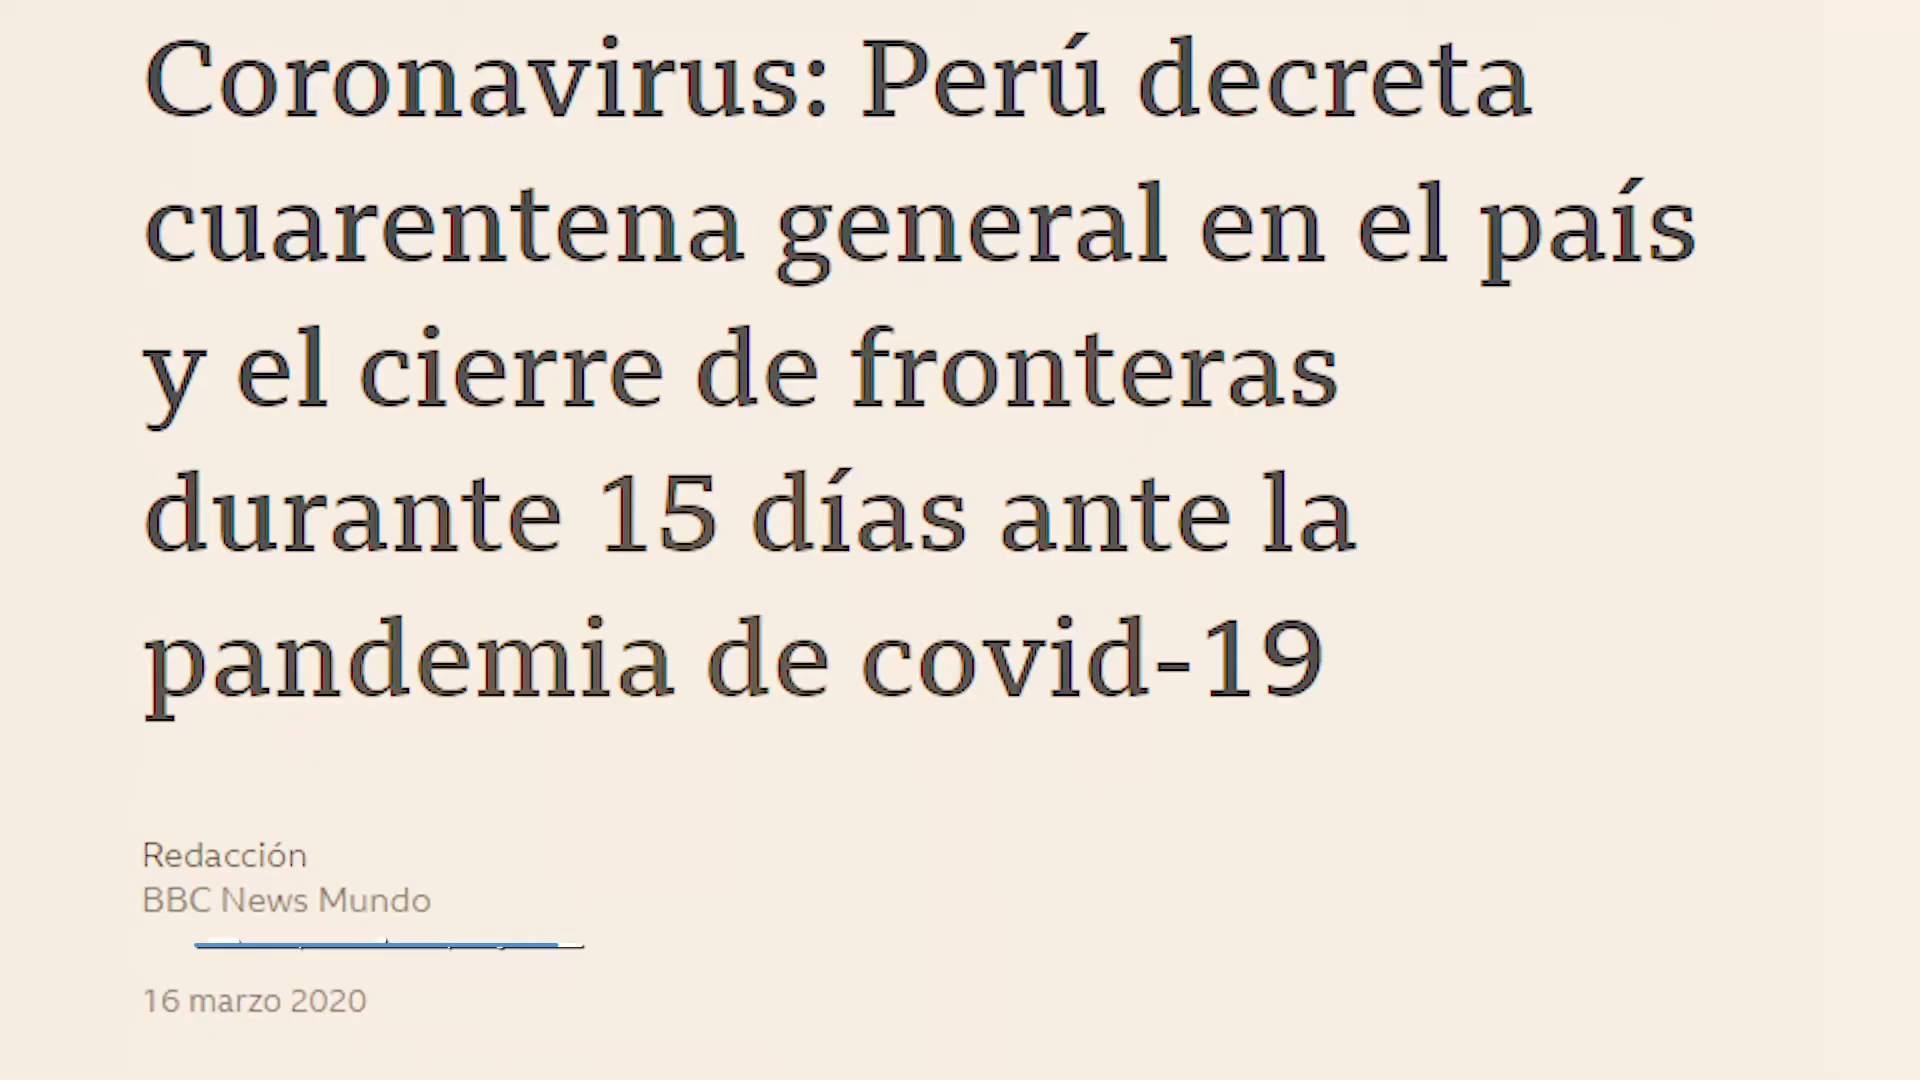 Coronavirus: Perú decreta
cuarentena general en el país
y el cierre de fronteras
durante 15 días ante la
pandemia de covid-19
Redacción
BBC News Mundo
16 marzo 2020